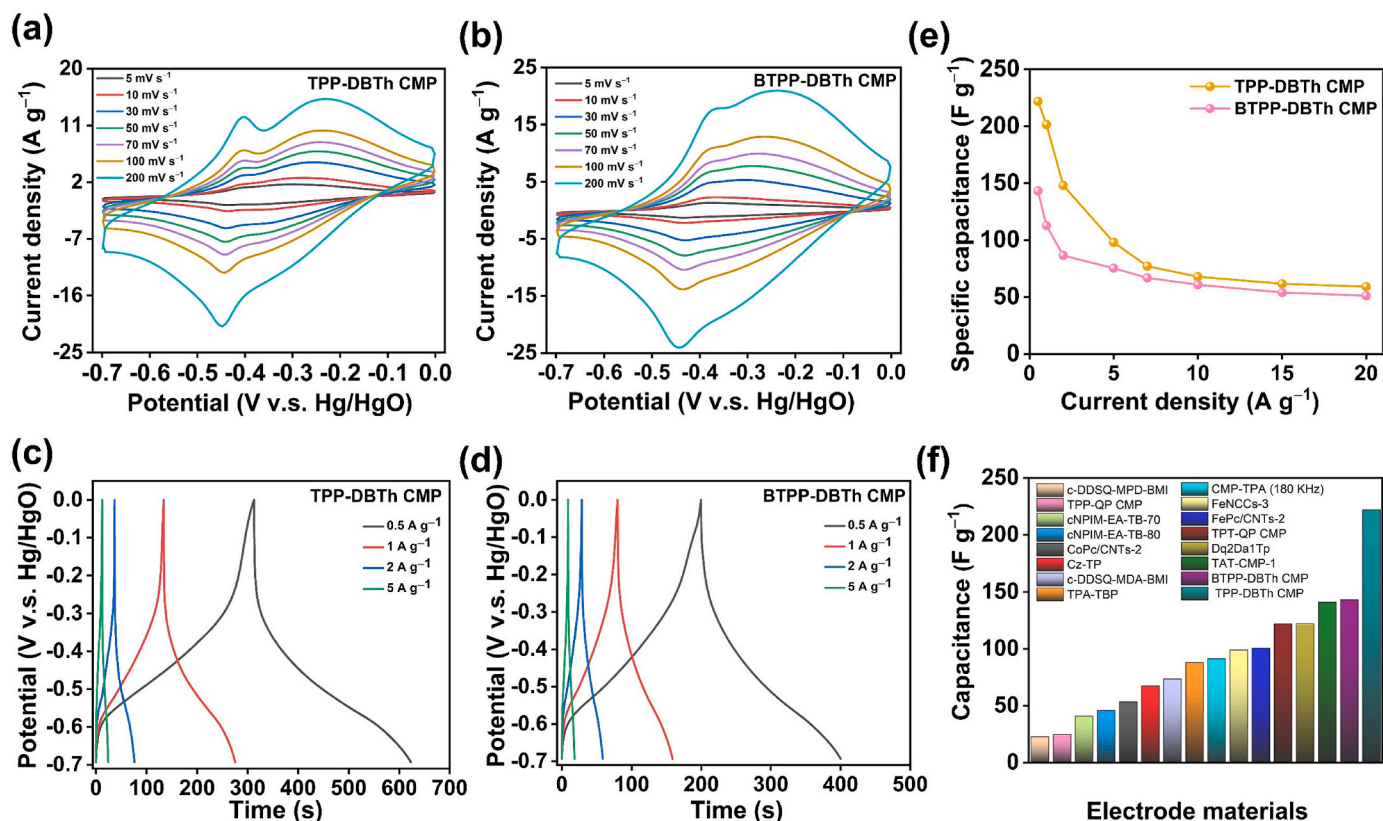 (a)
TPP-DBTh CMP
5 mV s⁻¹
10 mV s⁻¹
30 mV s⁻¹
50 mV s⁻¹
70 mV s⁻¹
100 mV s⁻¹
200 mV s⁻¹
Current density (A g⁻¹)
20
11
2
-7
-16
-25
-0.7 -0.6 -0.5 -0.4 -0.3 -0.2 -0.1 0.0
Potential (V v.s. Hg/HgO)
(b)
BTPP-DBTh CMP
5 mV s⁻¹
10 mV s⁻¹
30 mV s⁻¹
50 mV s⁻¹
70 mV s⁻¹
100 mV s⁻¹
200 mV s⁻¹
Current density (A g⁻¹)
25
15
5
-5
-15
-25
-0.7 -0.6 -0.5 -0.4 -0.3 -0.2 -0.1 0.0
Potential (V v.s. Hg/HgO)
(e)
TPP-DBTh CMP
BTPP-DBTh CMP
Specific capacitance (F g⁻¹)
250
200
150
100
50
0
0 5 10 15 20
Current density (A g⁻¹)
(c)
TPP-DBTh CMP
0.5 A g⁻¹
1 A g⁻¹
2 A g⁻¹
5 A g⁻¹
Potential (V v.s. Hg/HgO)
0.0
-0.1
-0.2
-0.3
-0.4
-0.5
-0.6
-0.7
0 100 200 300 400 500 600 700
Time (s)
(d)
BTPP-DBTh CMP
0.5 A g⁻¹
1 A g⁻¹
2 A g⁻¹
5 A g⁻¹
Potential (V v.s. Hg/HgO)
0.0
-0.1
-0.2
-0.3
-0.4
-0.5
-0.6
-0.7
0 100 200 300 400 500
Time (s)
(f)
c-DDSQ-MPD-BMI
TPP-QP CMP
cNPIM-EA-TB-70
cNPIM-EA-TB-80
CoPc/CNTs-2
Cz-TP
c-DDSQ-MDA-BMI
TPA-TBP
CMP-TPA (180 KHz)
FeNCCs-3
FePc/CNTs-2
TPT-QP CMP
Dq2Da1Tp
TAT-CMP-1
BTPP-DBTh CMP
TPP-DBTh CMP
Capacitance (F g⁻¹)
250
200
150
100
50
0
Electrode materials